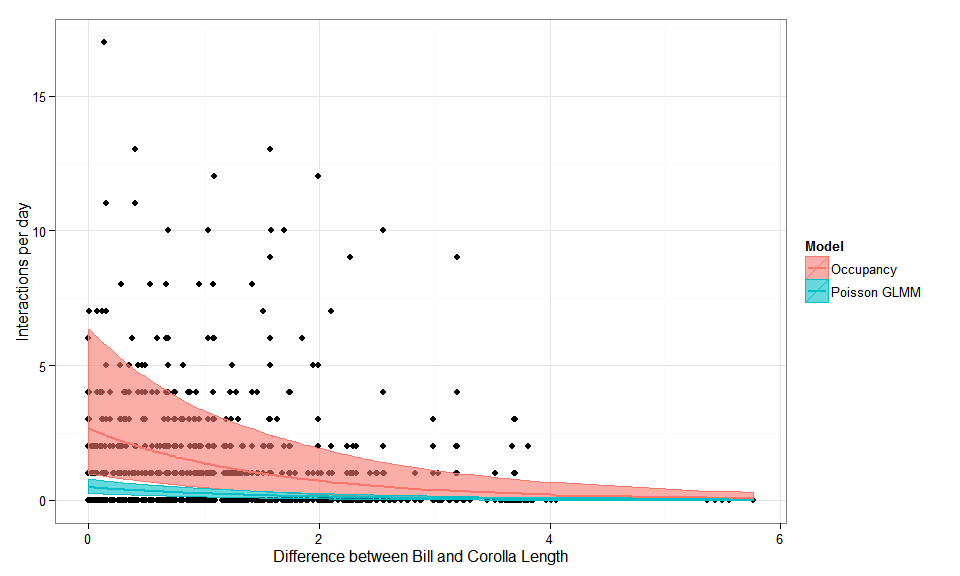 15
10
5
0
Interactions per day
0
2
4
6
Difference between Bill and Corolla Length
Model
Occupancy
Poisson GLMM